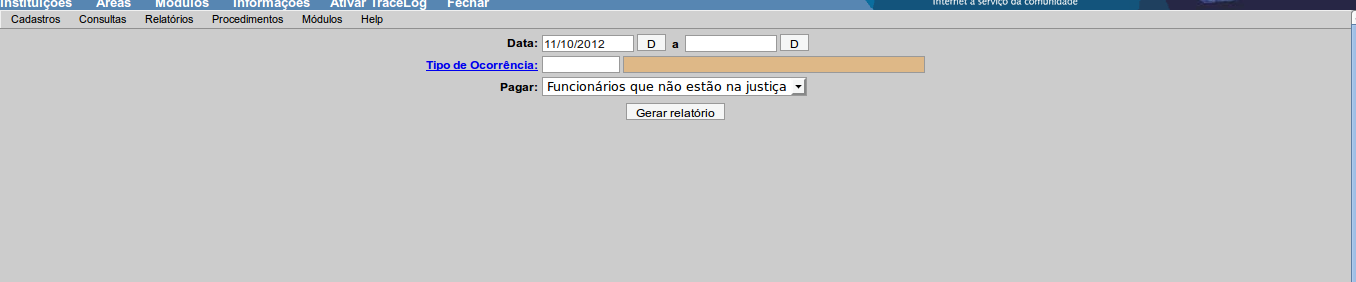 Instituições Áreas Módulos Informações Ativar TraceLog Fechar
Internet a serviço da comunidade
Cadastros Consultas Relatórios Procedimentos Módulos Help
Data: 11/10/2012 D a D
Tipo de Ocorrência:
Pagar: Funcionários que não estão na justiça
Gerar relatório